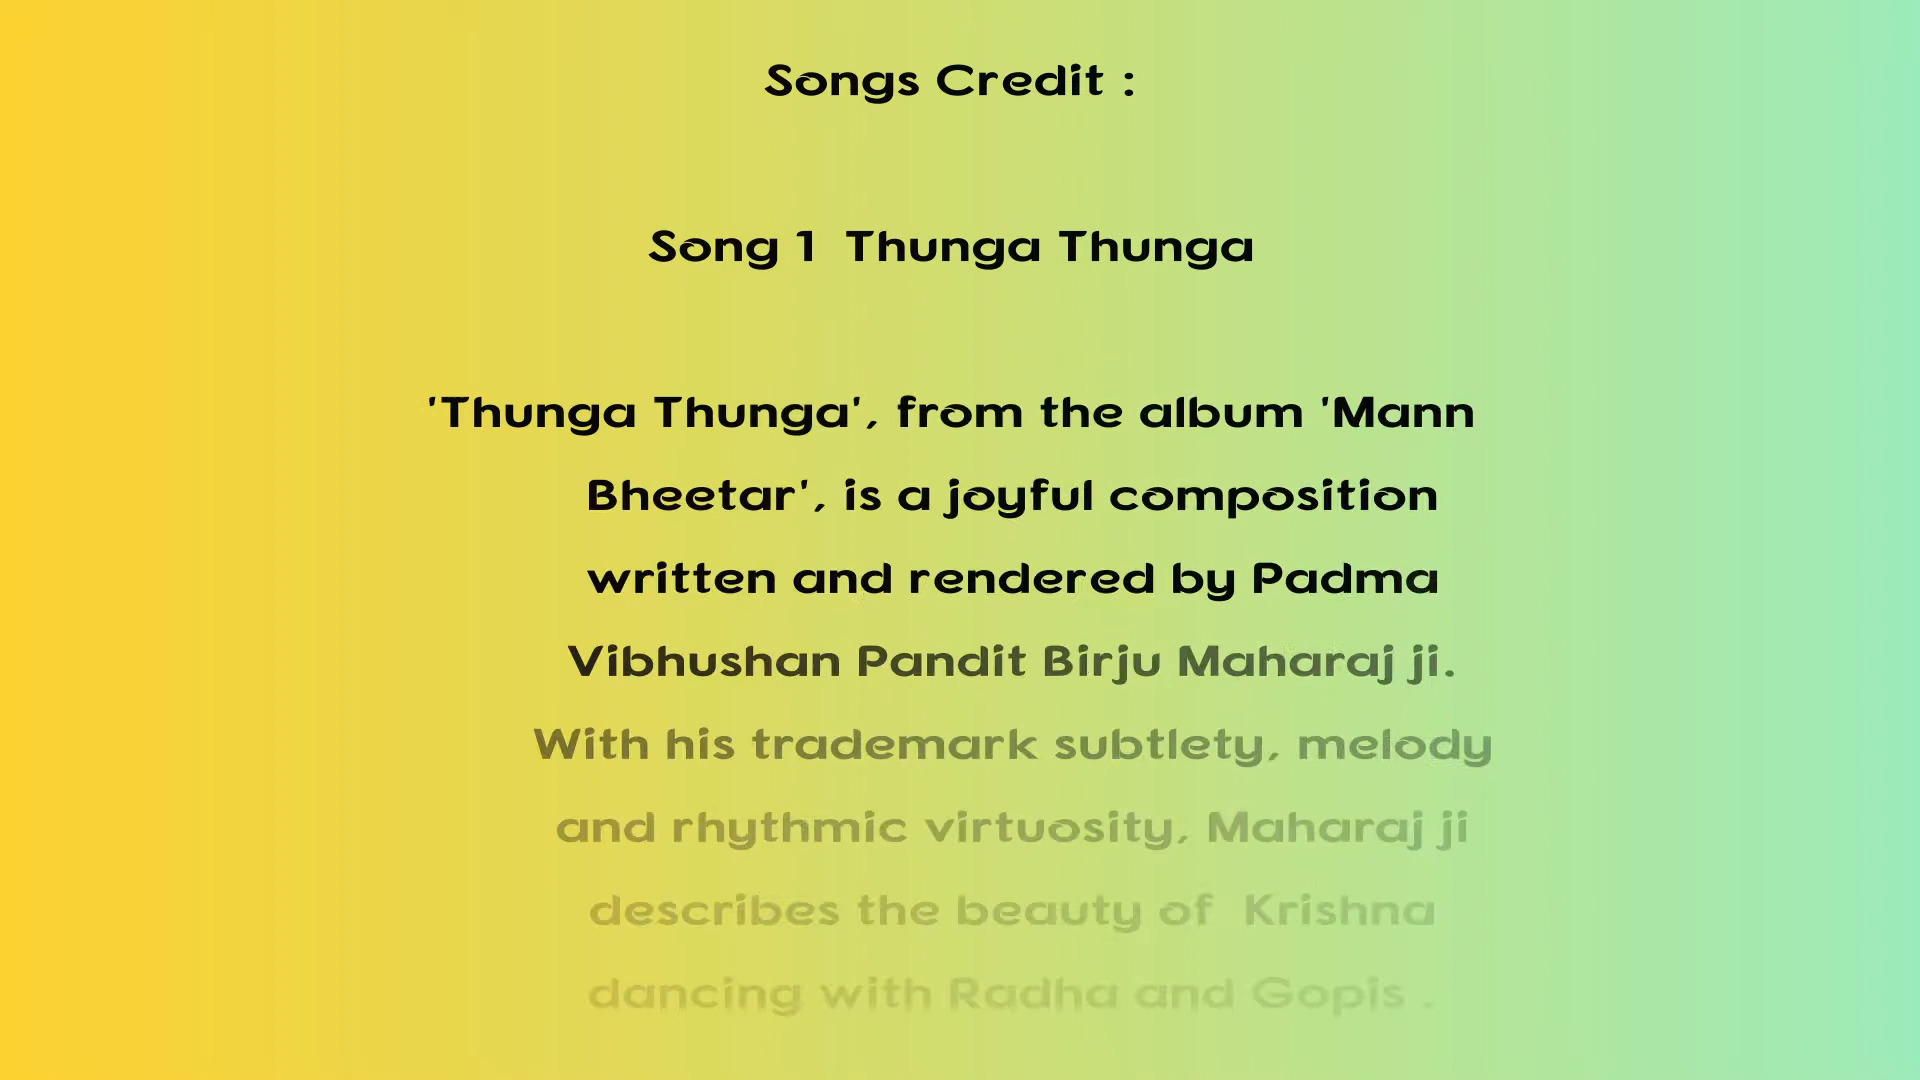 Songs Credit :
Song 1  Thunga Thunga
'Thunga Thunga', from the album 'Mann
Bheetar', is a joyful composition
written and rendered by Padma
Vibhushan Pandit Birju Maharaj ji.
With his trademark subtlety, melody
and rhythmic virtuosity, Maharaj ji
describes the beauty of  Krishna
dancing with Radha and Gopis .